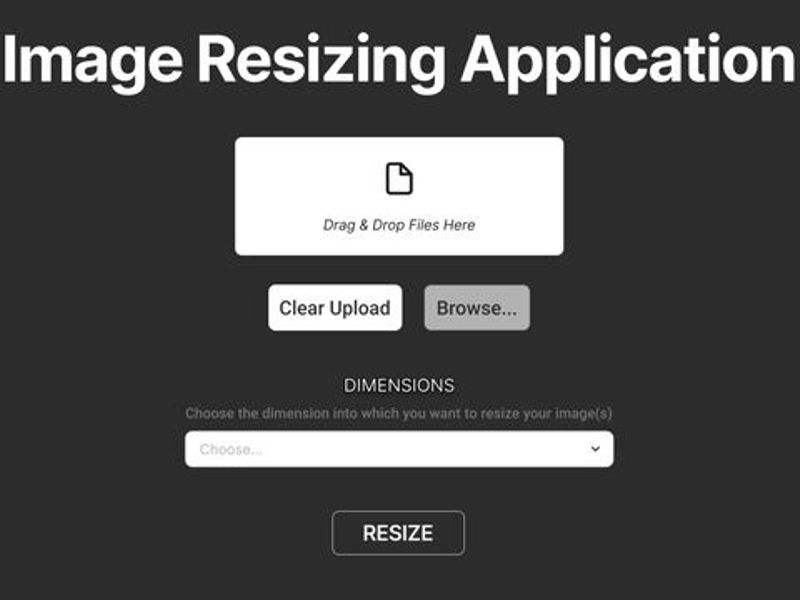 Image Resizing Application
Drag & Drop Files Here
Clear Upload
Browse...
DIMENSIONS
Choose the dimension into which you want to resize your image(s)
Choose...
RESIZE